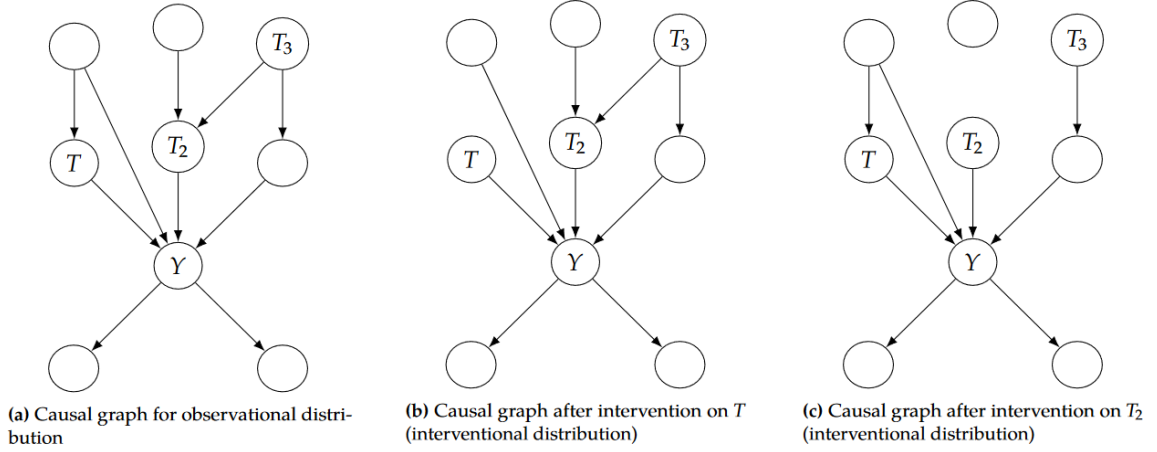 T₃
T
T₂
Y
(a) Causal graph for observational distri-
bution
T₃
T
T₂
Y
(b) Causal graph after intervention on T
(interventional distribution)
T₃
T
T₂
Y
(c) Causal graph after intervention on T₂
(interventional distribution)